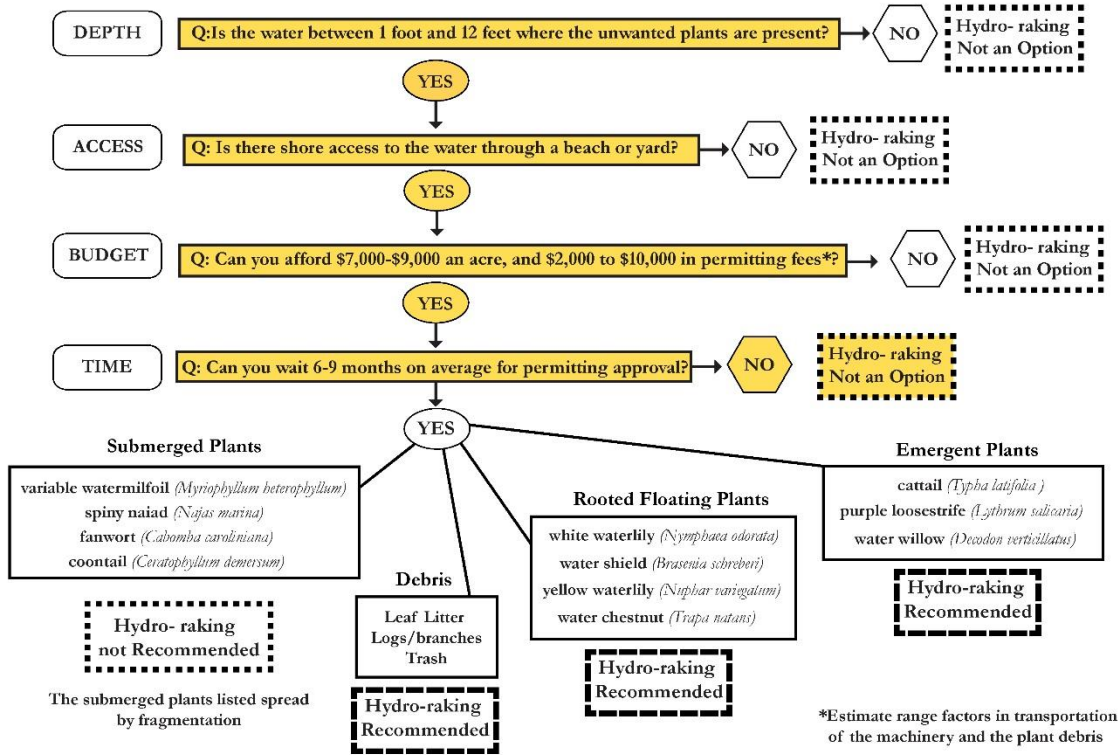 DEPTH
Q:Is the water between 1 foot and 12 feet where the unwanted plants are present?
NO
Hydro- raking
Not an Option
YES
ACCESS
Q: Is there shore access to the water through a beach or yard?
NO
Hydro- raking
Not an Option
YES
BUDGET
Q: Can you afford $7,000-$9,000 an acre, and $2,000 to $10,000 in permitting fees*?
NO
Hydro- raking
Not an Option
YES
TIME
Q: Can you wait 6-9 months on average for permitting approval?
NO
Hydro- raking
Not an Option
YES
Submerged Plants
variable watermilfoil (Myriophyllum heterophyllum)
spiny naiad (Najas marina)
fanwort (Cabomba caroliniana)
coontail (Ceratophyllum demersum)
Hydro- raking
not Recommended
The submerged plants listed spread
by fragmentation
Debris
Leaf Litter
Logs/branches
Trash
Hydro-raking
Recommended
Rooted Floating Plants
white waterlily (Nymphaea odorata)
water shield (Brasenia schreberi)
yellow waterlily (Nuphar variegatum)
water chestnut (Trapa natans)
Hydro-raking
Recommended
Emergent Plants
cattail (Typha latifolia )
purple loosestrife (Lythrum salicaria)
water willow (Decodon verticillatus)
Hydro-raking
Recommended
*Estimate range factors in transportation
of the machinery and the plant debris